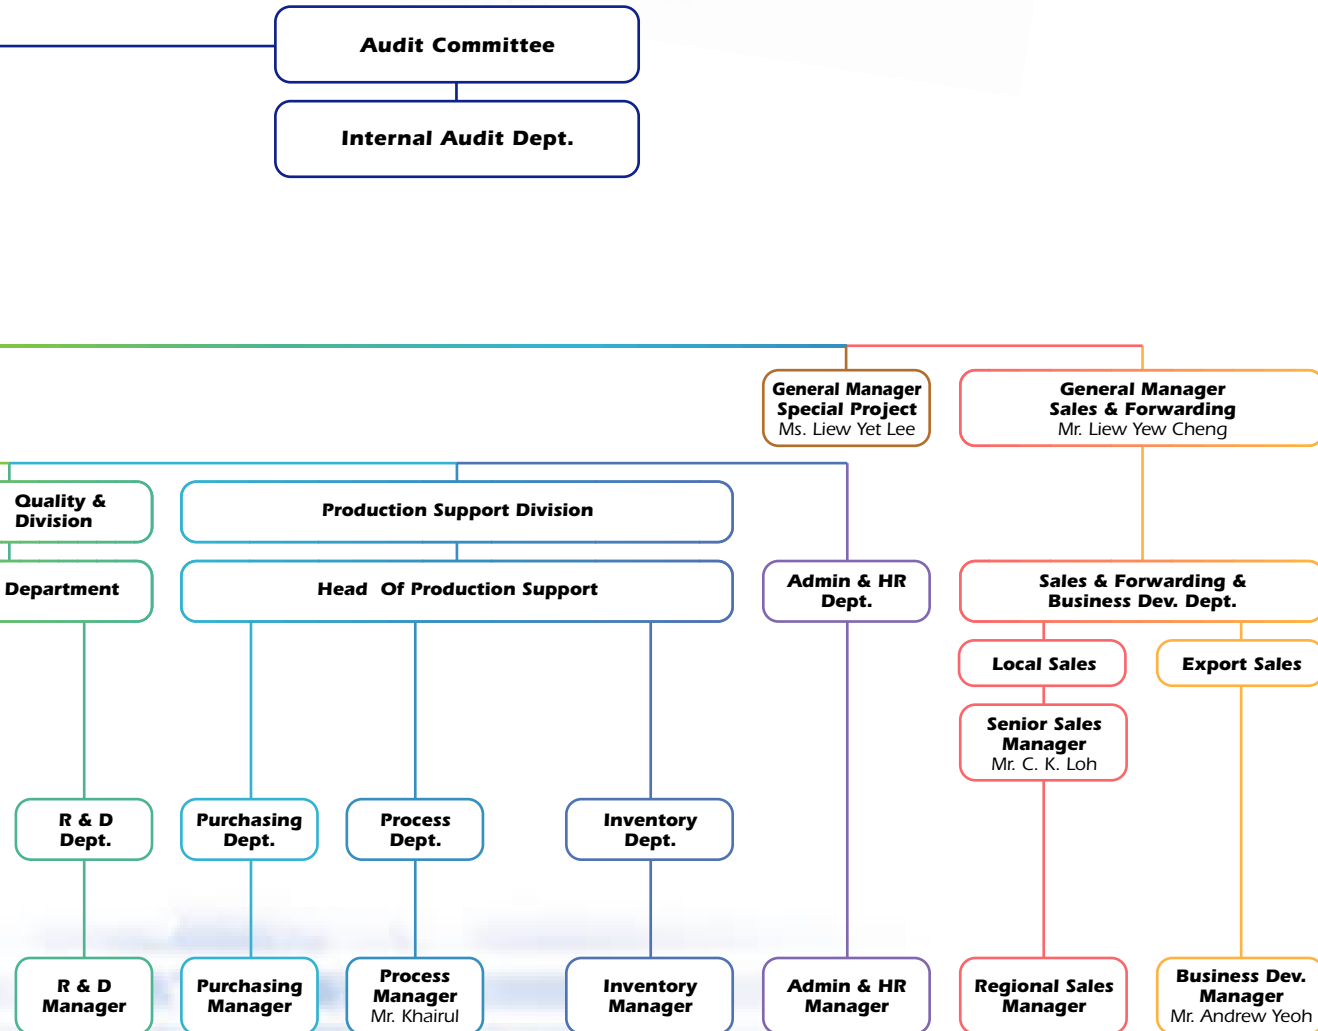 Audit Committee
Internal Audit Dept.
General Manager
Special Project
Ms. Liew Yet Lee
General Manager
Sales & Forwarding
Mr. Liew Yew Cheng
Quality &
Division
Production Support Division
Department
Head Of Production Support
Admin & HR
Dept.
Sales & Forwarding &
Business Dev. Dept.
Local Sales
Export Sales
Senior Sales
Manager
Mr. C. K. Loh
R & D
Dept.
Purchasing
Dept.
Process
Dept.
Inventory
Dept.
R & D
Manager
Purchasing
Manager
Process
Manager
Mr. Khairul
Inventory
Manager
Admin & HR
Manager
Regional Sales
Manager
Business Dev.
Manager
Mr. Andrew Yeoh